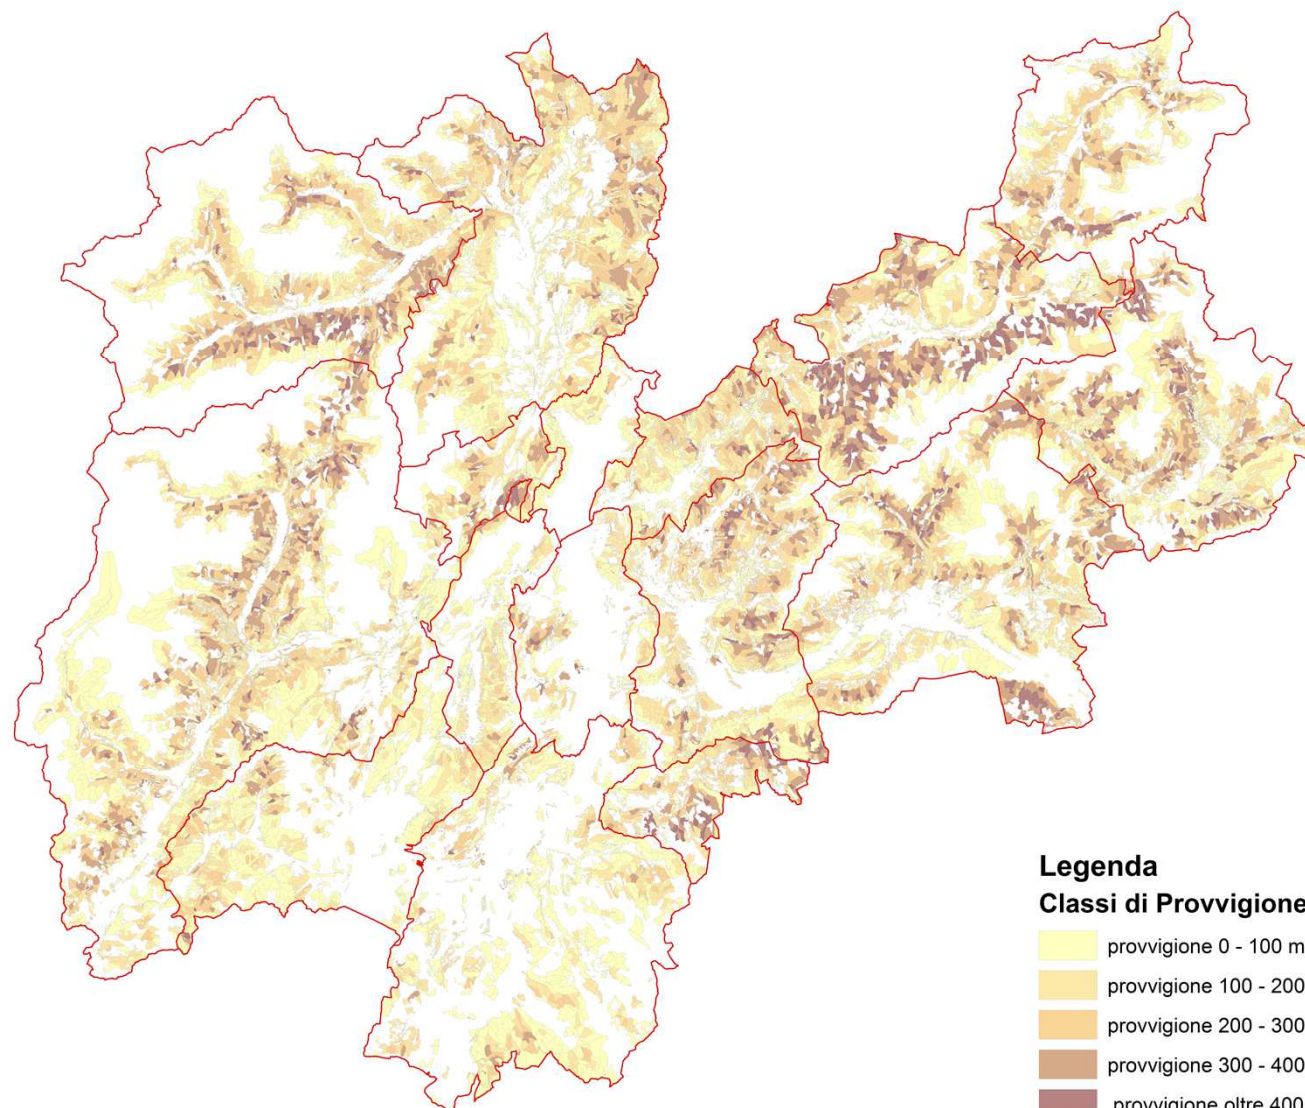 Legenda
Classi di Provvigione
provvigione 0 - 100 m
provvigione 100 - 200
provvigione 200 - 300
provvigione 300 - 400
provvigione oltre 400